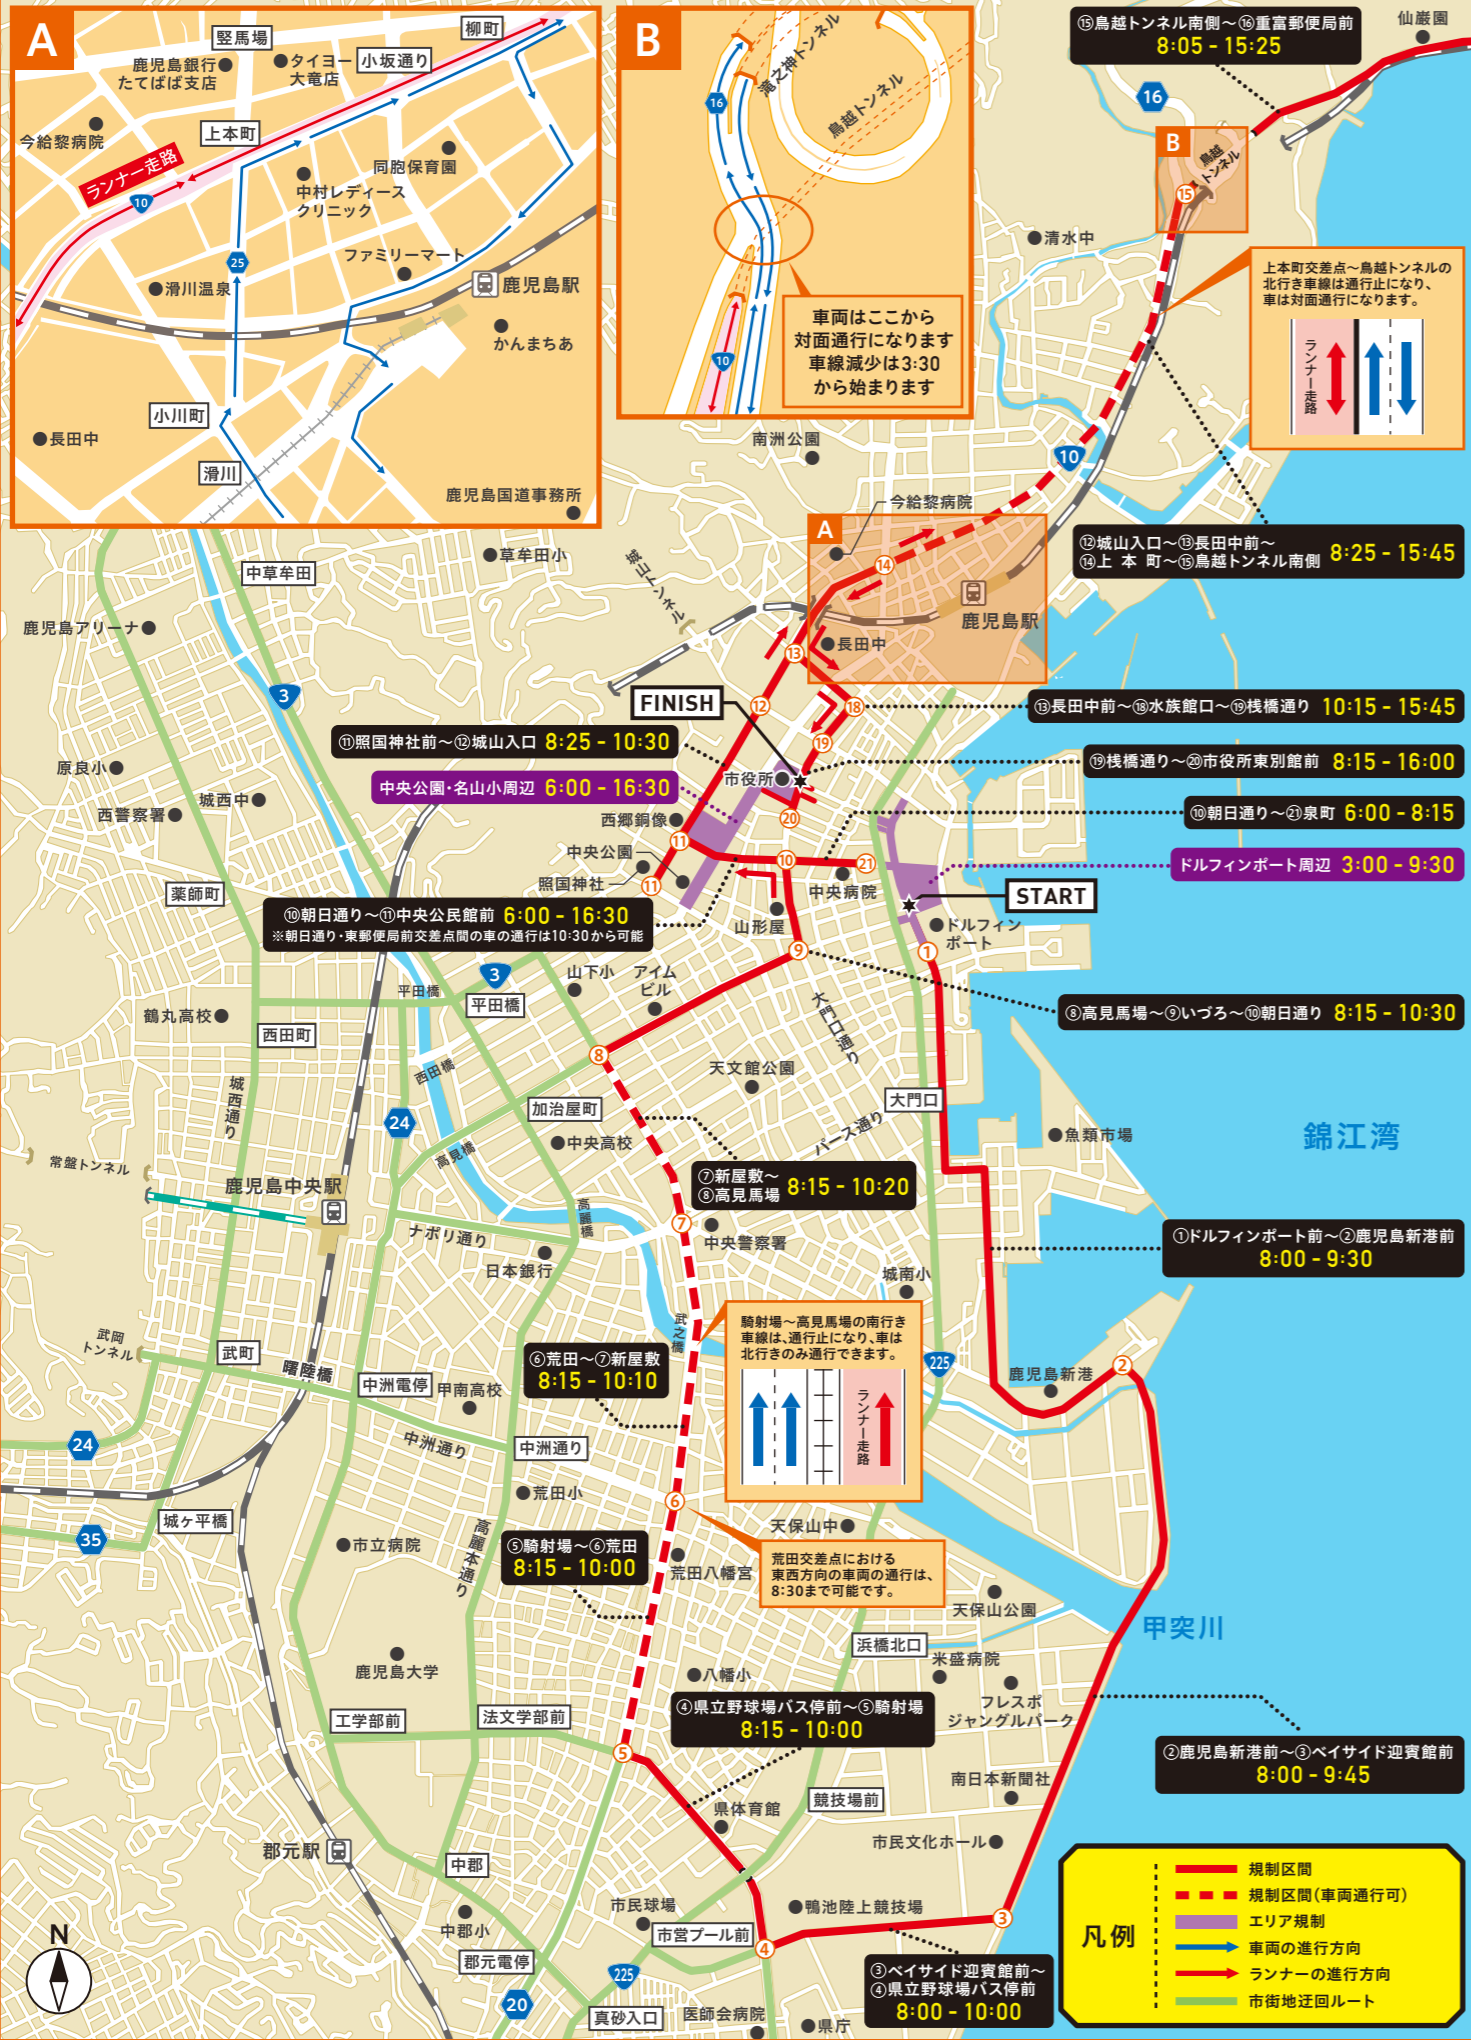 A
柳町
竪馬場
鹿児島銀行
たてばば支店
タイヨー
大竜店
小坂通り
今給黎病院
上本町
ランナー走路
10
同胞保育園
中村レディース
クリニック
25
ファミリーマート
滑川温泉
鹿児島駅
かんまちあ
小川町
長田中
滑川
鹿児島国道事務所
B
滝之神トンネル
鳥越トンネル
16
10
車両はここから
対面通行になります
車線減少は3:30
から始まります
⑮鳥越トンネル南側～⑯重富郵便局前
8:05 - 15:25
仙巌園
16
B
鳥越
トンネル
⑮
清水中
上本町交差点～鳥越トンネルの
北行き車線は通行止になり、
車は対面通行になります。
ランナー走路
南洲公園
10
今給黎病院
A
⑭
⑫城山入口～⑬長田中前～
⑭上本町～⑮鳥越トンネル南側
8:25 - 15:45
草牟田小
城山トンネル
中草牟田
鹿児島駅
鹿児島アリーナ
長田中
⑬
3
FINISH
⑫
⑱
⑬長田中前～⑱水族館口～⑲桟橋通り 10:15 - 15:45
⑪照国神社前～⑫城山入口 8:25 - 10:30
⑲
⑲桟橋通り～⑳市役所東別館前 8:15 - 16:00
原良小
中央公園・名山小周辺 6:00 - 16:30
市役所
城西中
西警察署
西郷銅像
⑳
⑩朝日通り～㉑泉町 6:00 - 8:15
⑪
中央公園
⑩
㉑
ドルフィンポート周辺 3:00 - 9:30
照国神社
⑪
中央病院
START
薬師町
⑩朝日通り～⑪中央公民館前 6:00 - 16:30
※朝日通り・東郵便局前交差点間の車の通行は10:30から可能
山形屋
ドルフィン
ポート
⑨
①
3
山下小
アイム
ビル
平田橋
平田橋
鶴丸高校
西田町
大門口通り
⑧高見馬場～⑨いづろ～⑩朝日通り 8:15 - 10:30
⑧
西田橋
天文館公園
城西通り
加治屋町
大門口
24
中央高校
パース通り
魚類市場
錦江湾
高見橋
常盤トンネル
鹿児島中央駅
⑦新屋敷～
⑧高見馬場
8:15 - 10:20
高麗橋
⑦
ナポリ通り
中央警察署
①ドルフィンポート前～②鹿児島新港前
8:00 - 9:30
日本銀行
城南小
武之橋
騎射場～高見馬場の南行き
車線は、通行止になり、車は
北行きのみ通行できます。
ランナー走路
武岡
トンネル
武町
曙陸橋
⑥荒田～⑦新屋敷
8:15 - 10:10
225
鹿児島新港
②
中洲電停
甲南高校
24
中洲通り
中洲通り
荒田小
⑥
城ヶ平橋
35
高麗本通り
天保山中
市立病院
⑤騎射場～⑥荒田
8:15 - 10:00
荒田八幡宮
荒田交差点における
東西方向の車両の通行は、
8:30まで可能です。
天保山公園
甲突川
浜橋北口
鹿児島大学
米盛病院
八幡小
フレスポ
ジャングルパーク
④県立野球場バス停前～⑤騎射場
8:15 - 10:00
工学部前
法文学部前
⑤
②鹿児島新港前～③ベイサイド迎賓館前
8:00 - 9:45
南日本新聞社
県体育館
競技場前
市民文化ホール
郡元駅
中郡
凡例
規制区間
規制区間(車両通行可)
エリア規制
車両の進行方向
ランナーの進行方向
市街地迂回ルート
市民球場
鴨池陸上競技場
③
中郡小
N
市営プール前
④
郡元電停
225
③ベイサイド迎賓館前～
④県立野球場バス停前
8:00 - 10:00
20
真砂入口
医師会病院
県庁